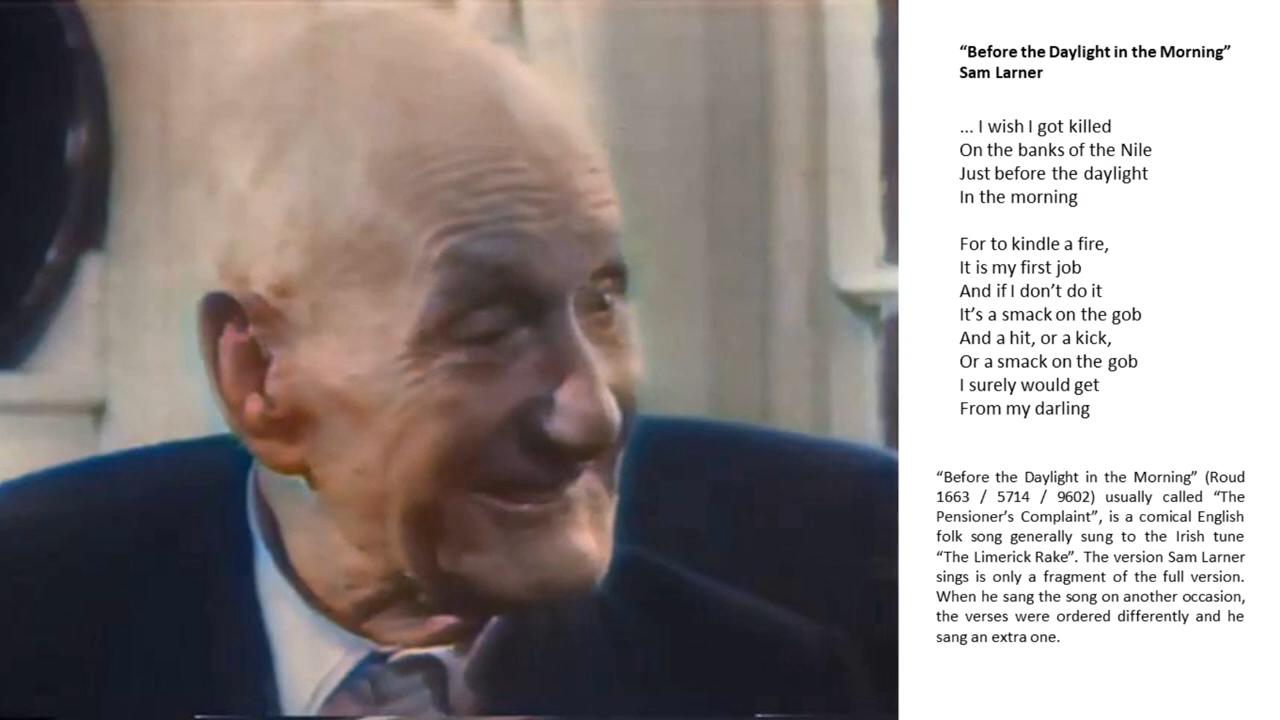 “Before the Daylight in the Morning”
Sam Larner
... I wish I got killed
On the banks of the Nile
Just before the daylight
In the morning
For to kindle a fire,
It is my first job
And if I don’t do it
It’s a smack on the gob
And a hit, or a kick,
Or a smack on the gob
I surely would get
From my darling
“Before the Daylight in the Morning” (Roud
1663 / 5714 / 9602) usually called “The
Pensioner’s Complaint”, is a comical English
folk song generally sung to the Irish tune
“The Limerick Rake”. The version Sam Larner
sings is only a fragment of the full version.
When he sang the song on another occasion,
the verses were ordered differently and he
sang an extra one.